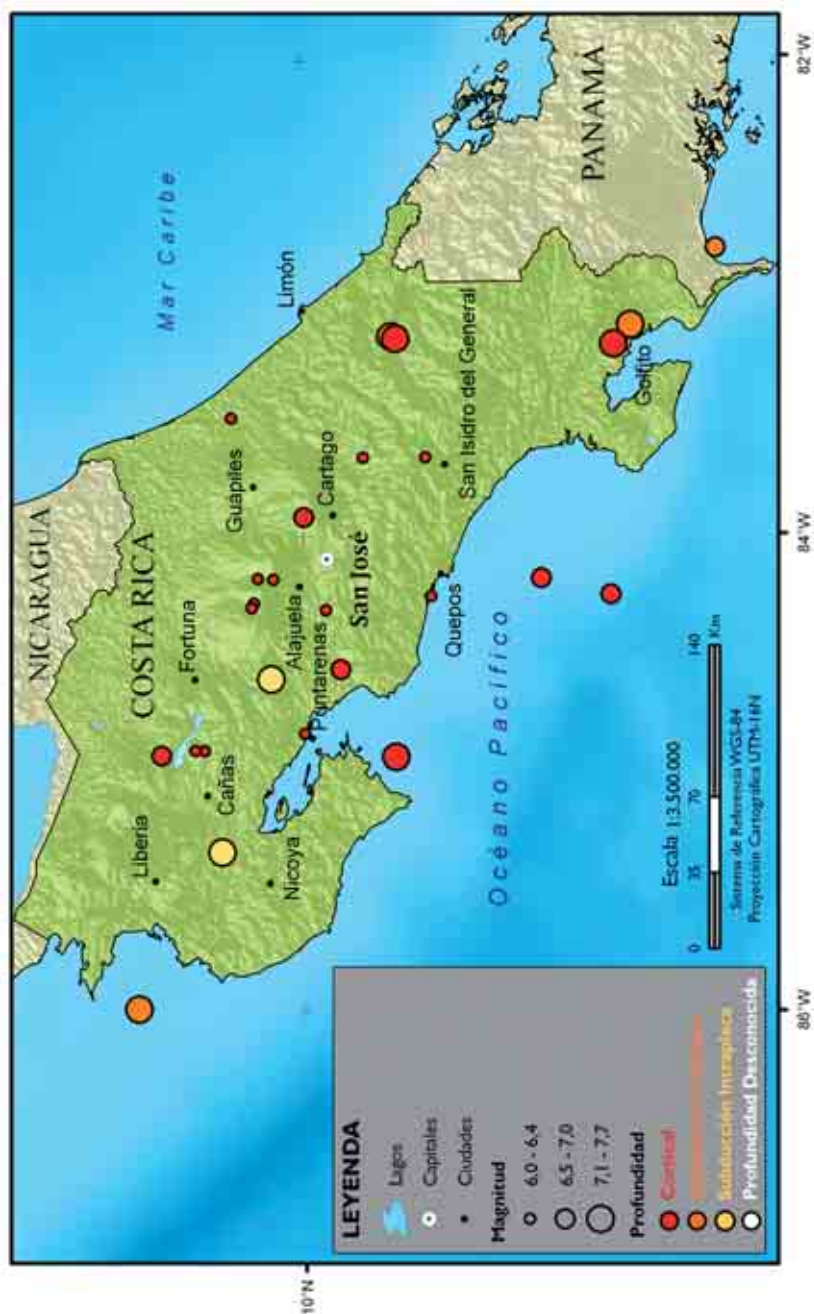 NICARAGUA
COSTA RICA
Mar Caribe
Liberia
Fortuna
Guapiles
Limón
Cañas
Nicoya
Alajuela
Puntarenas
San José
Cartago
Quepos
San Isidro del General
Golfito
PANAMÁ
Océano Pacífico
10°N
86°W
84°W
82°W
LEYENDA
Lagos
Capitales
Ciudades
Magnitud
6,0 - 6,4
6,5 - 7,0
7,1 - 7,7
Profundidad
Cortical
Subducción Intraplaca
Profundidad Desconocida
Escala 1:3.500.000
0 35 70 140
Km
Sistema de Referencia WGS-84
Proyección Cartográfica UTM-16N